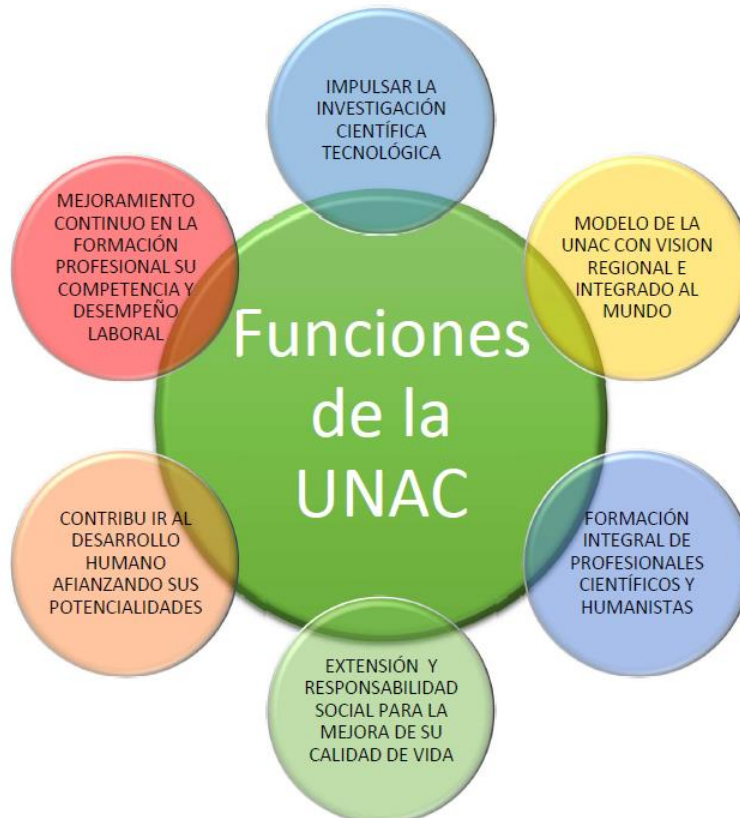 IMPULSAR LA
INVESTIGACIÓN
CIENTÍFICA
TECNOLÓGICA
MODELO DE LA
UNAC CON VISION
REGIONAL E
INTEGRADO AL
MUNDO
FORMACIÓN
INTEGRAL DE
PROFESIONALES
CIENTÍFICOS Y
HUMANISTAS
EXTENSIÓN Y
RESPONSABILIDAD
SOCIAL PARA LA
MEJORA DE SU
CALIDAD DE VIDA
CONTRIBU IR AL
DESARROLLO
HUMANO
AFIANZANDO SUS
POTENCIALIDADES
MEJORAMIENTO
CONTINUO EN LA
FORMACIÓN
PROFESIONAL SU
COMPETENCIA Y
DESEMPEÑO
LABORAL
Funciones
de la
UNAC